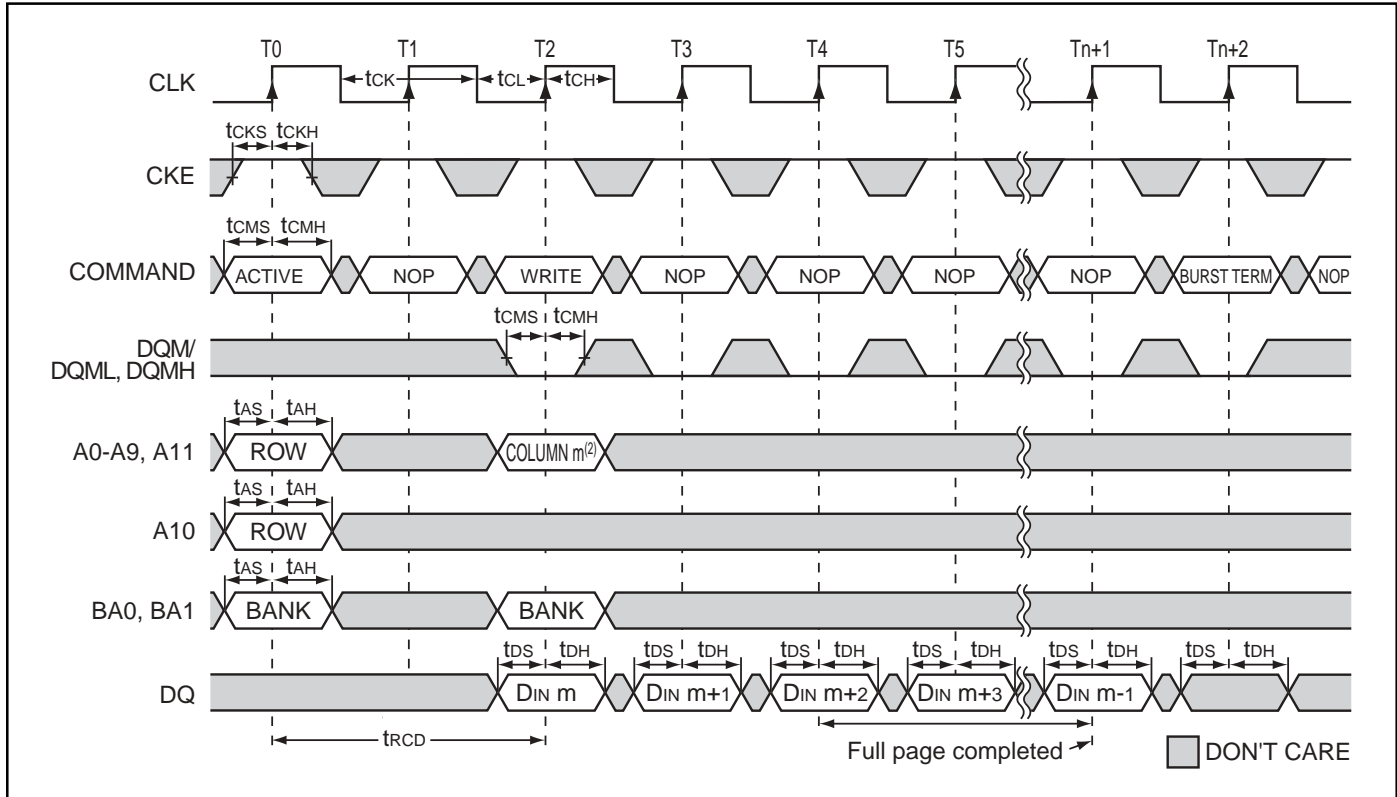 T0 T1 T2 T3 T4 T5 Tn+1 Tn+2
CLK
tCK tCL tCH
tCKS tCKH
CKE
tCMS tCMH
COMMAND ACTIVE NOP WRITE NOP NOP NOP NOP BURST TERM NOP
tCMS tCMH
DQM/
DQML, DQMH
tAS tAH
A0-A9, A11 ROW COLUMN m(2)
tAS tAH
A10 ROW
tAS tAH
BA0, BA1 BANK BANK
tDS tDH tDS tDH tDS tDH tDS tDH tDS tDH tDS tDH
DQ DIN m DIN m+1 DIN m+2 DIN m+3 DIN m-1
tRCD
Full page completed
DON'T CARE